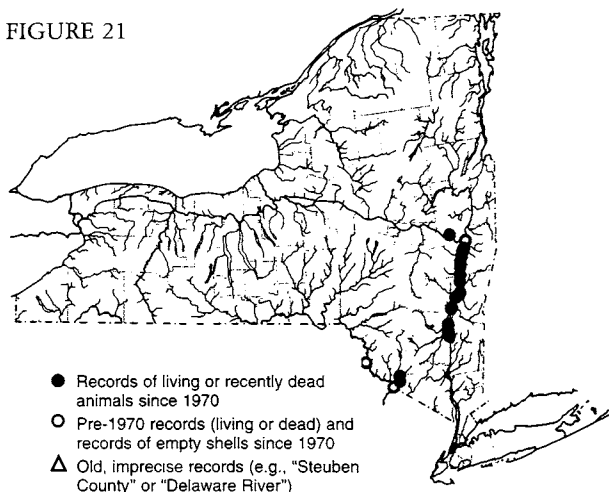 FIGURE 21
● Records of living or recently dead
animals since 1970
○ Pre-1970 records (living or dead) and
records of empty shells since 1970
△ Old, imprecise records (e.g., "Steuben
County" or "Delaware River")